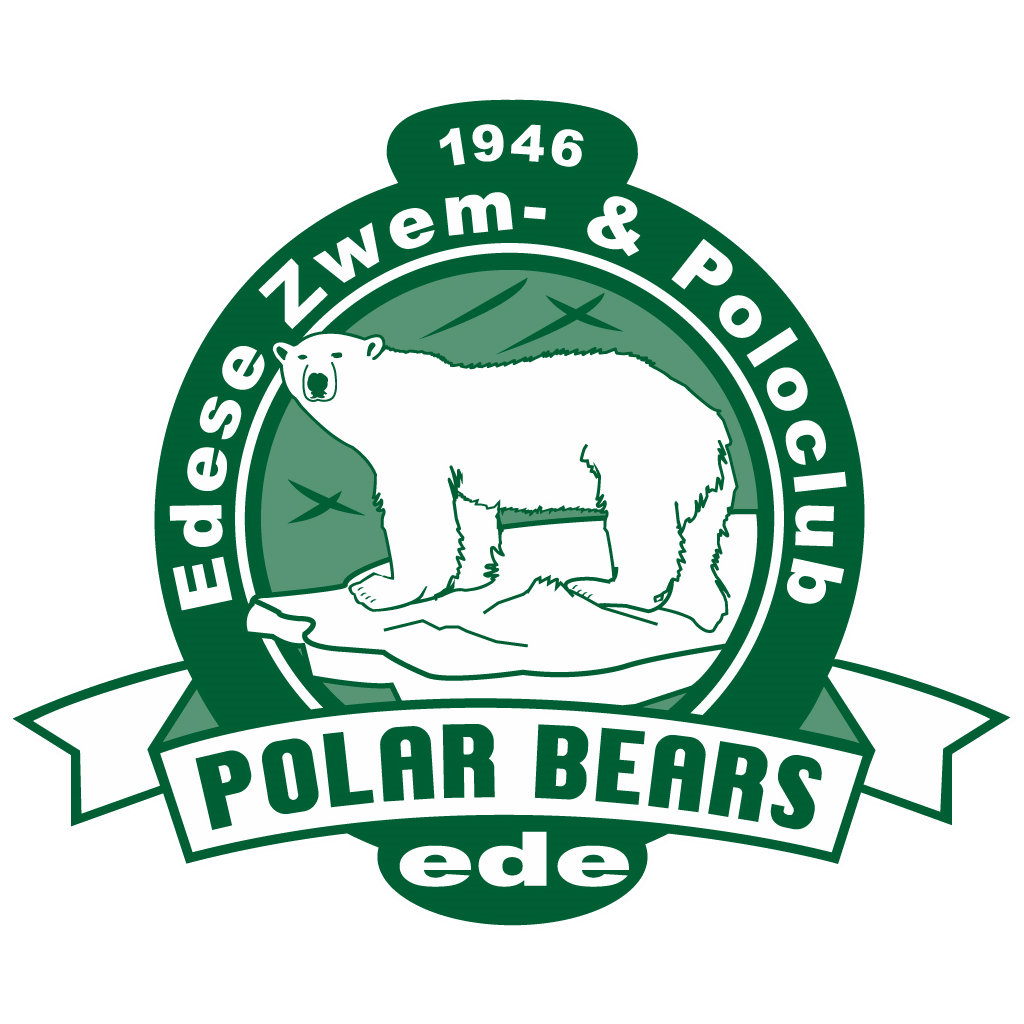 1946
Edese Zwem- & Poloclub
POLAR BEARS
ede